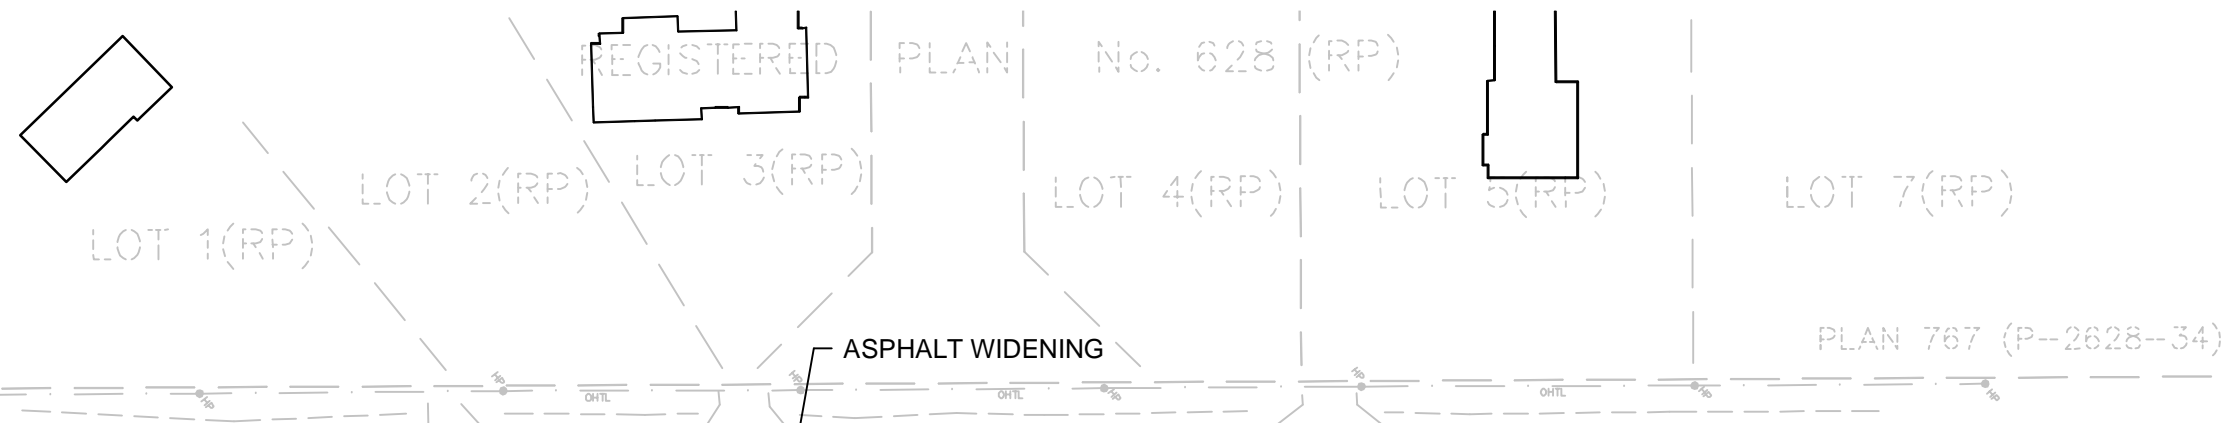 REGISTERED PLAN No. 628 (RP)
LOT 1(RP)
LOT 2(RP)
LOT 3(RP)
LOT 4(RP)
LOT 5(RP)
LOT 7(RP)
PLAN 767 (P-2628-34)
ASPHALT WIDENING
HP
HP
HP
HP
HP
HP
OHTL
OHTL
OHTL